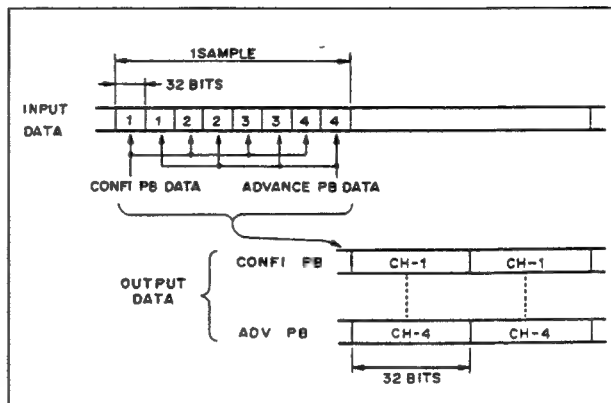 1SAMPLE
32 BITS
INPUT DATA
1 1 2 2 3 3 4 4
CONFI PB DATA ADVANCE PB DATA
CONFI PB CH-1 CH-1
OUTPUT DATA
ADV PB CH-4 CH-4
32 BITS